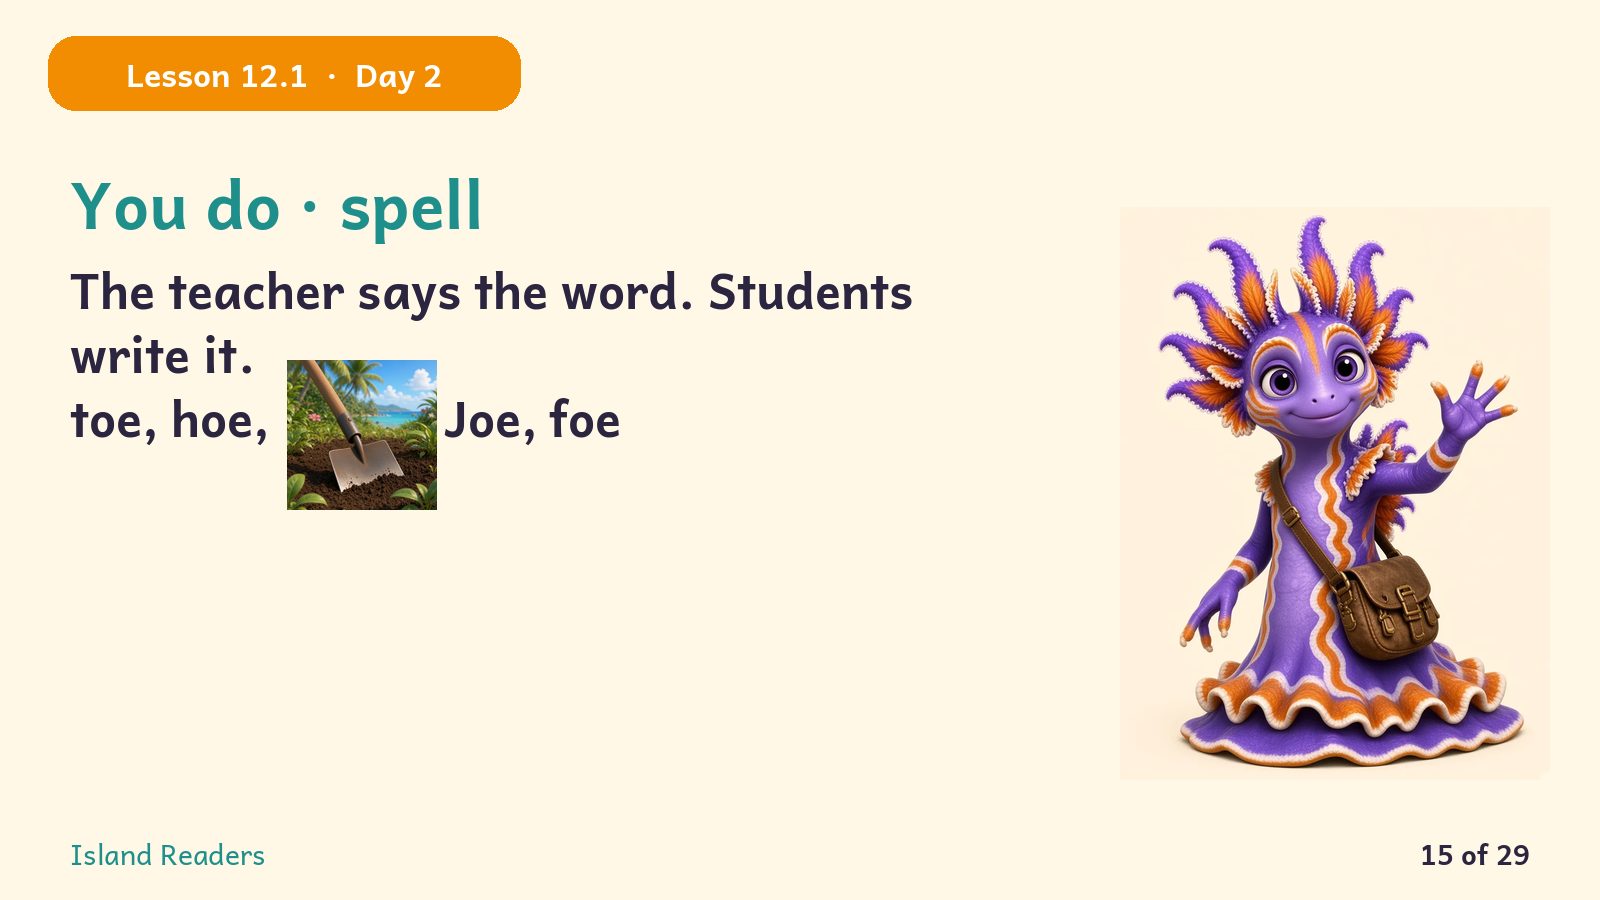 Lesson 12.1 · Day 2
You do · spell
The teacher says the word. Students
write it.
toe, hoe, Joe, foe
Island Readers
15 of 29